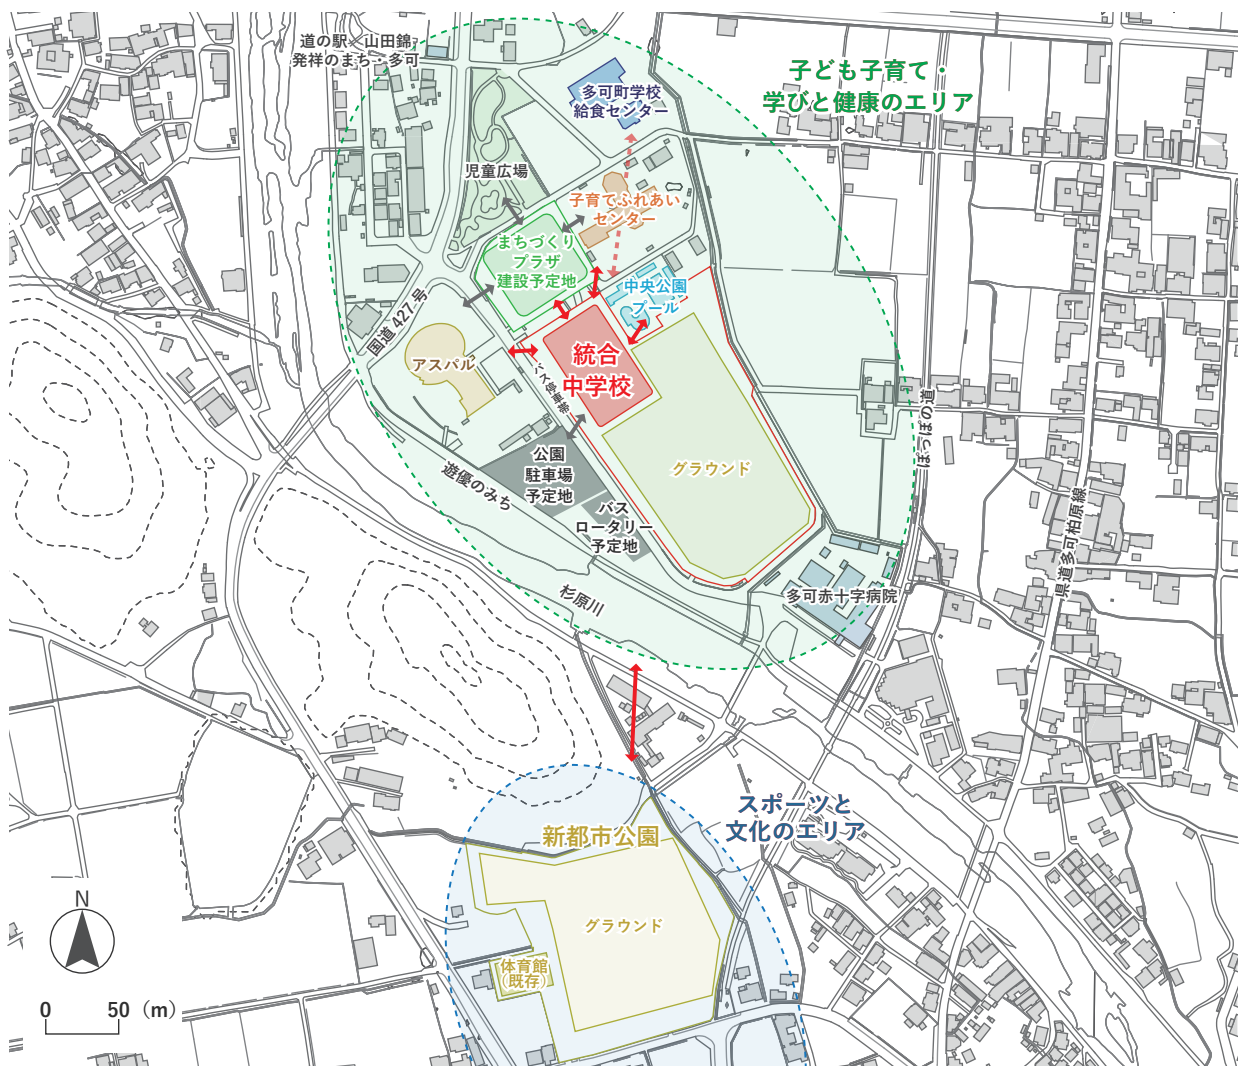 道の駅 山田錦
発祥のまち・多可
子ども子育て・
学びと健康のエリア
多可町学校
給食センター
児童広場
子育てふれあい
センター
まちづくり
プラザ
建設予定地
中央公園
プール
国道427号
アスパル
統合
中学校
バス停車帯
ぽっぽの道
公園
駐車場
予定地
グラウンド
遊優のみち
バス
ロータリー
予定地
県道多可柏原線
杉原川
多可赤十字病院
スポーツと
文化のエリア
新都市公園
グラウンド
体育館
(既存)
N
0 50 (m)